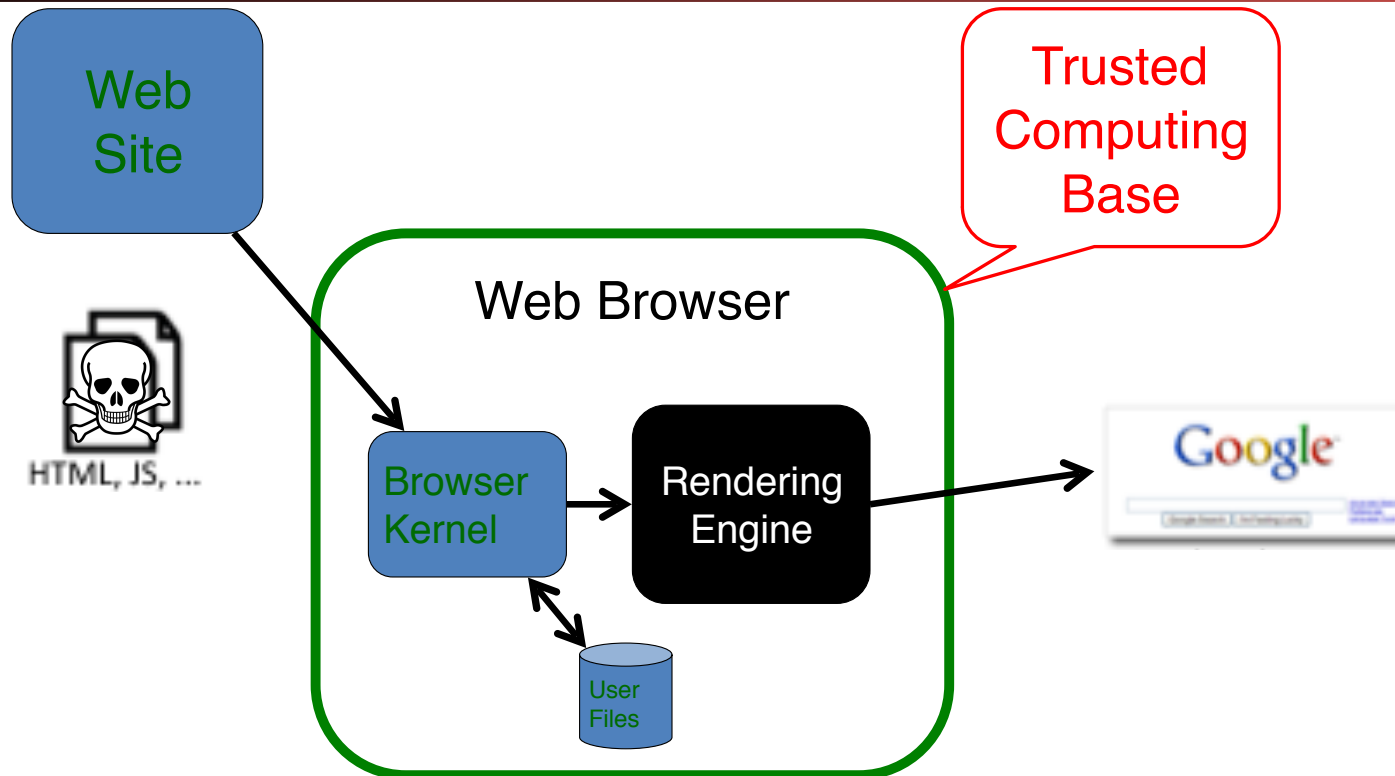 Web
Site
Trusted
Computing
Base
Web Browser
HTML, JS, ...
Browser
Kernel
Rendering
Engine
Google
User
Files